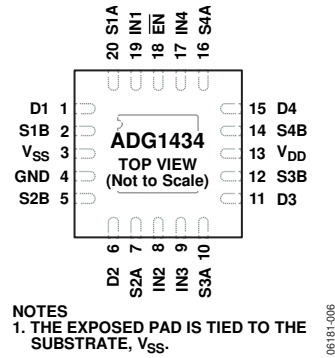 20 S1A
19 IN1
18 EN
17 IN4
16 S4A
D1 1
S1B 2
VSS 3
GND 4
S2B 5
ADG1434
TOP VIEW
(Not to Scale)
15 D4
14 S4B
13 VDD
12 S3B
11 D3
D2 6
S2A 7
IN2 8
IN3 9
S3A 10
NOTES
1. THE EXPOSED PAD IS TIED TO THE
SUBSTRATE, VSS.
06181-006